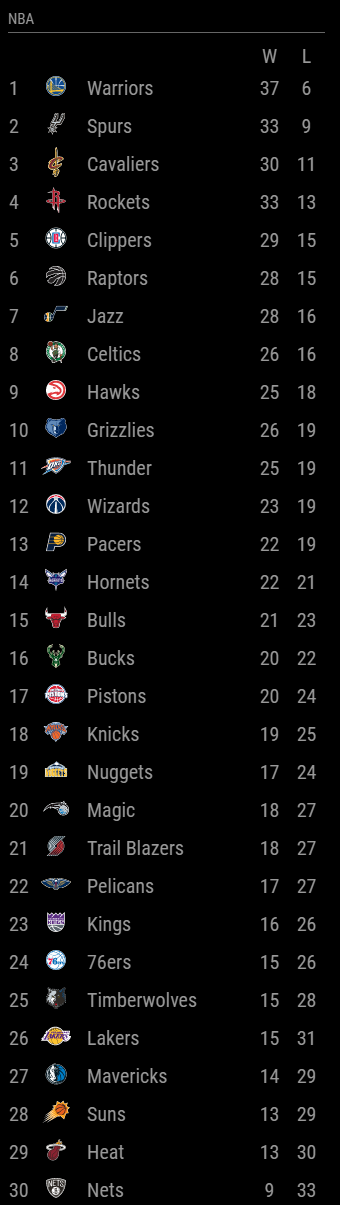 NBA
W L
1 Warriors 37 6
2 Spurs 33 9
3 Cavaliers 30 11
4 Rockets 33 13
5 Clippers 29 15
6 Raptors 28 15
7 Jazz 28 16
8 Celtics 26 16
9 Hawks 25 18
10 Grizzlies 26 19
11 Thunder 25 19
12 Wizards 23 19
13 Pacers 22 19
14 Hornets 22 21
15 Bulls 21 23
16 Bucks 20 22
17 Pistons 20 24
18 Knicks 19 25
19 Nuggets 17 24
20 Magic 18 27
21 Trail Blazers 18 27
22 Pelicans 17 27
23 Kings 16 26
24 76ers 15 26
25 Timberwolves 15 28
26 Lakers 15 31
27 Mavericks 14 29
28 Suns 13 29
29 Heat 13 30
30 Nets 9 33